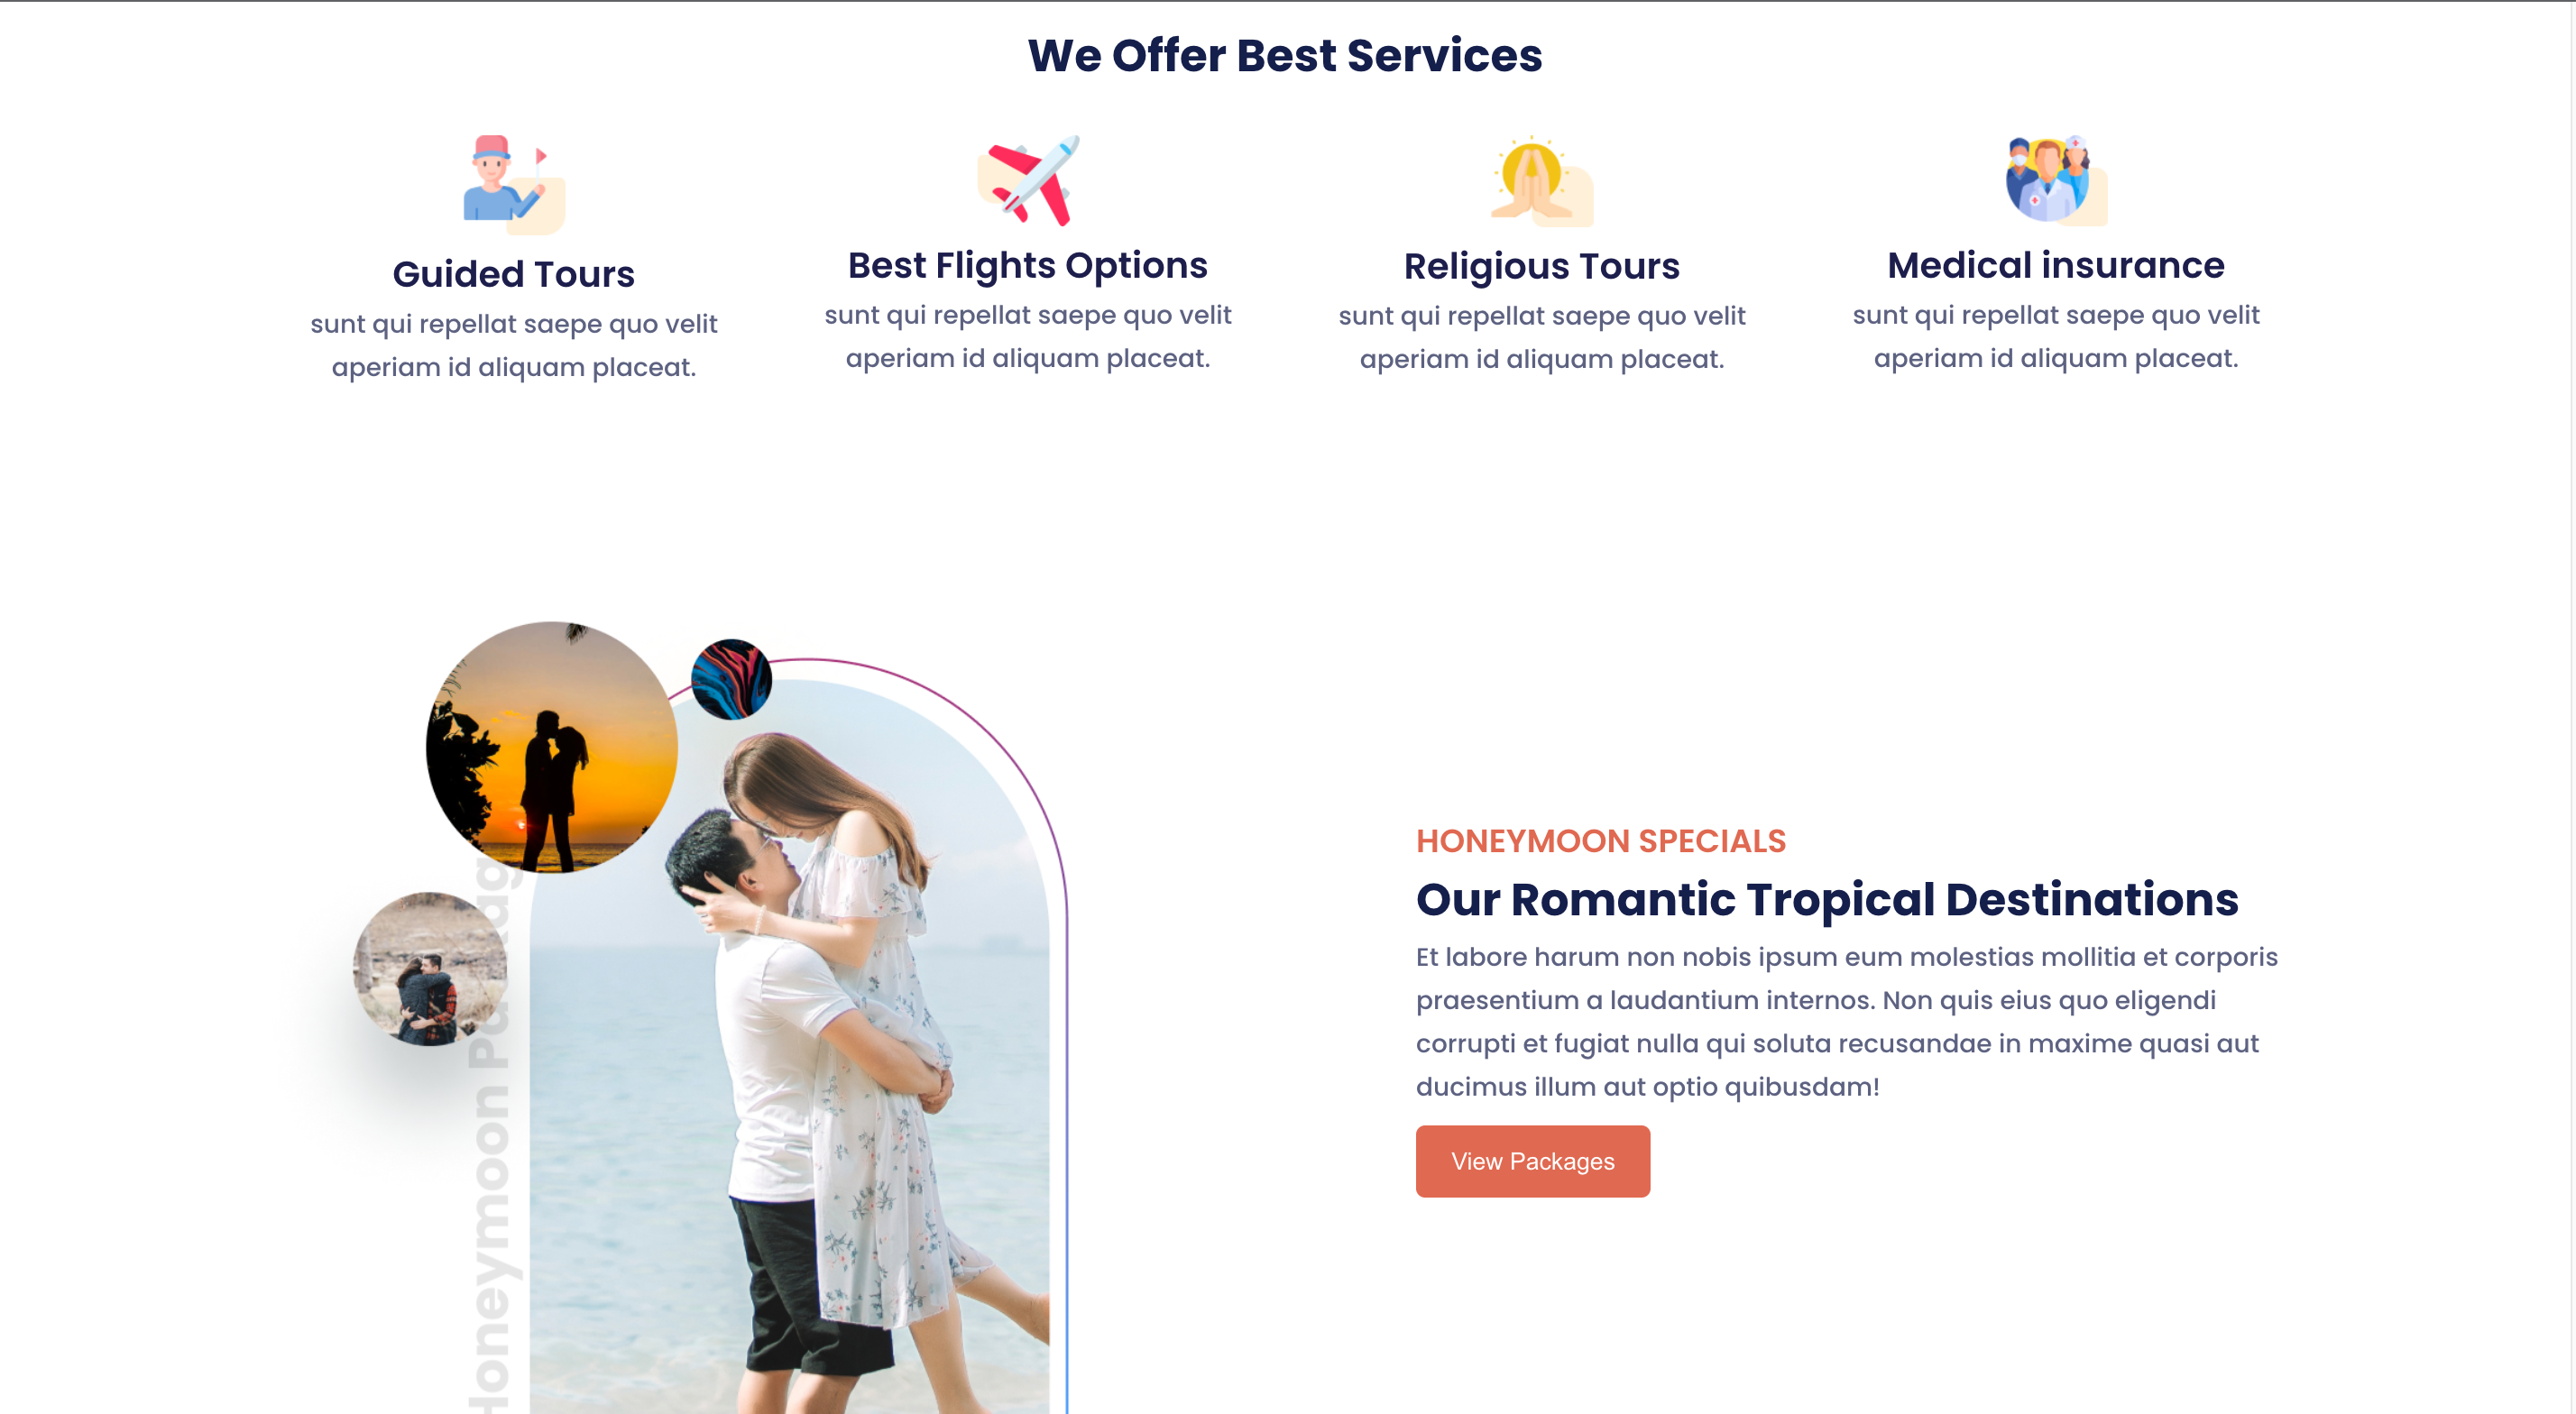 We Offer Best Services
Guided Tours
sunt qui repellat saepe quo velit
aperiam id aliquam placeat.
Best Flights Options
sunt qui repellat saepe quo velit
aperiam id aliquam placeat.
Religious Tours
sunt qui repellat saepe quo velit
aperiam id aliquam placeat.
Medical insurance
sunt qui repellat saepe quo velit
aperiam id aliquam placeat.
Honeymoon
HONEYMOON SPECIALS
Our Romantic Tropical Destinations
Et labore harum non nobis ipsum eum molestias mollitia et corporis
praesentium a laudantium internos. Non quis eius quo eligendi
corrupti et fugiat nulla qui soluta recusandae in maxime quasi aut
ducimus illum aut optio quibusdam!
View Packages